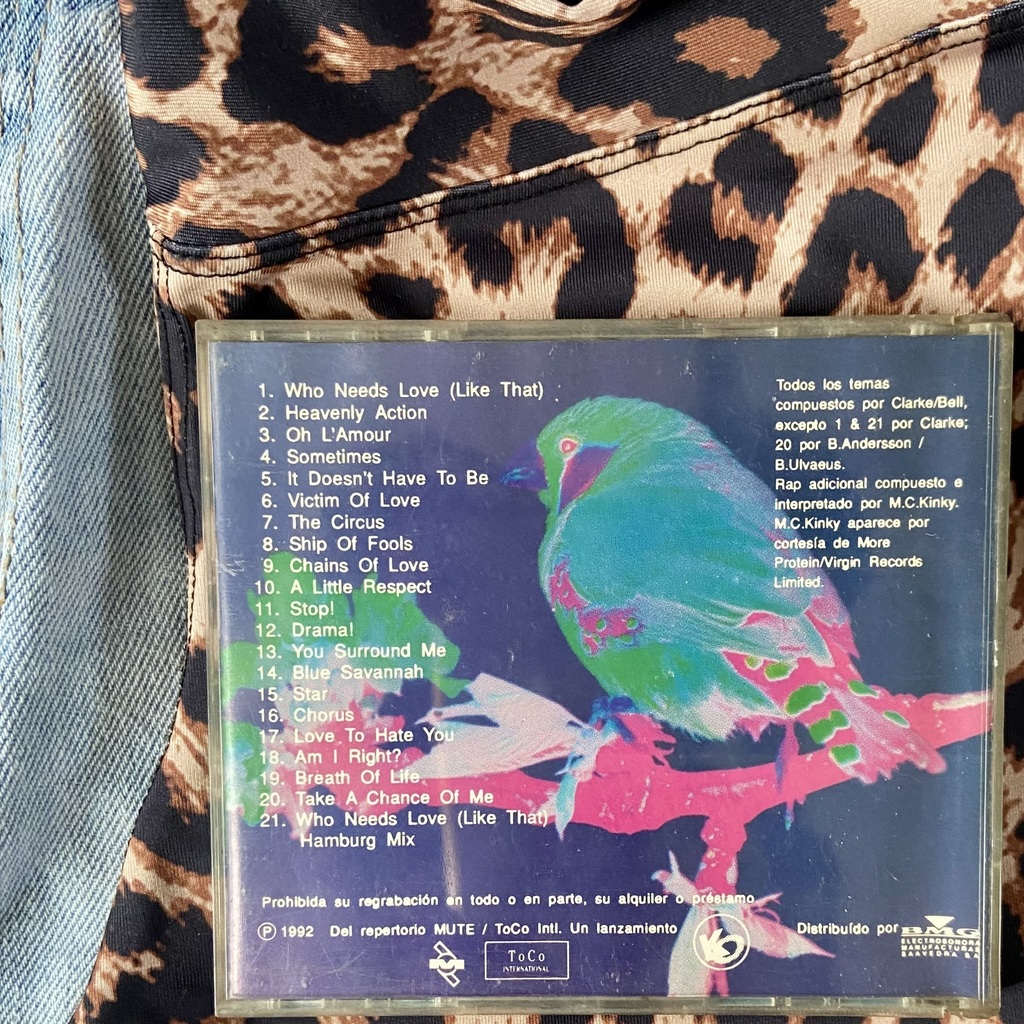 1. Who Needs Love (Like That)
2. Heavenly Action
3. Oh L'Amour
4. Sometimes
5. It Doesn't Have To Be
6. Victim Of Love
7. The Circus
8. Ship Of Fools
9. Chains Of Love
10. A Little Respect
11. Stop!
12. Drama!
13. You Surround Me
14. Blue Savannah
15. Star
16. Chorus
17. Love To Hate You
18. Am I Right?
19. Breath Of Life
20. Take A Chance Of Me
21. Who Needs Love (Like That)
Hamburg Mix
Todos los temas
compuestos por Clarke/Bell,
excepto 1 & 21 por Clarke;
20 por B.Andersson /
B.Ulvaeus.
Rap adicional compuesto e
interpretado por M.C.Kinky.
M.C.Kinky aparece por
cortesía de More
Protein/Virgin Records
Limited.
Prohibida su regrabación en todo o en parte, su alquiler o préstamo
Ⓟ 1992 Del repertorio MUTE / ToCo Intl. Un lanzamiento
Distribuído por BMG
ELECTROSONORA
MANUFACTURAS
SAAVEDRA SA
ToCo
INTERNATIONAL